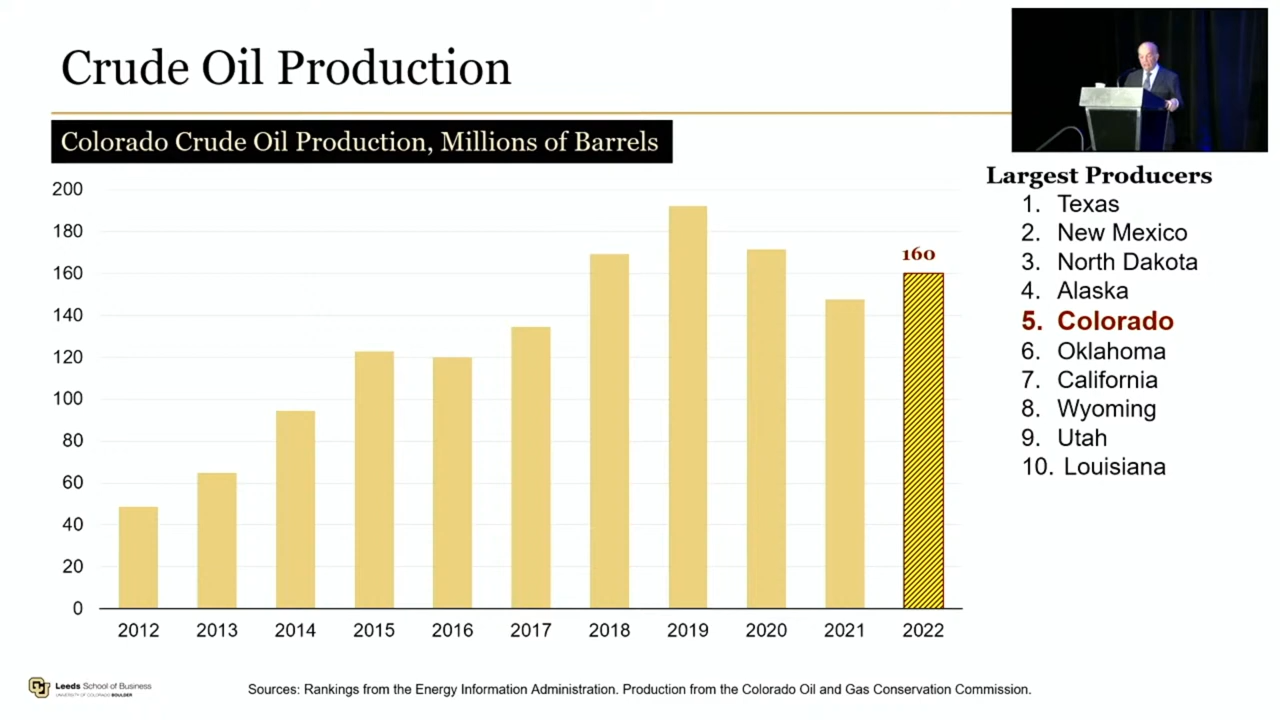 Crude Oil Production
Colorado Crude Oil Production, Millions of Barrels
200
180
160
140
120
100
80
60
40
20
0
160
2012 2013 2014 2015 2016 2017 2018 2019 2020 2021 2022
Largest Producers
1. Texas
2. New Mexico
3. North Dakota
4. Alaska
5. Colorado
6. Oklahoma
7. California
8. Wyoming
9. Utah
10. Louisiana
Leeds School of Business
UNIVERSITY OF COLORADO BOULDER
Sources: Rankings from the Energy Information Administration. Production from the Colorado Oil and Gas Conservation Commission.